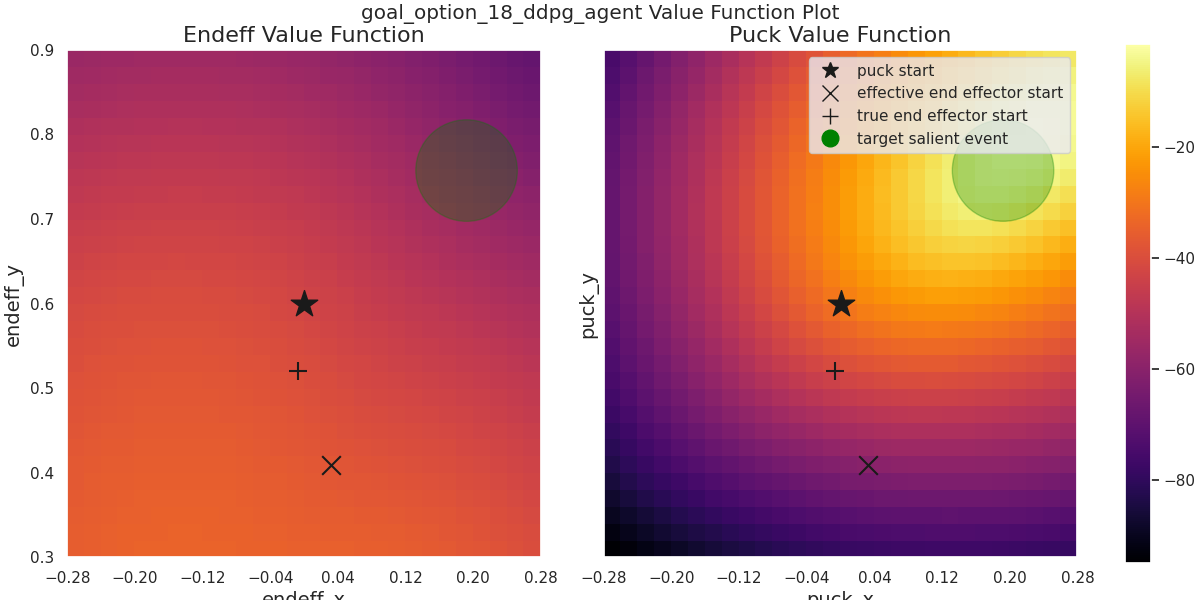 goal_option_18_ddpg_agent Value Function Plot
Endeff Value Function
Puck Value Function
puck start
effective end effector start
true end effector start
target salient event
endeff_y
0.9
0.8
0.7
0.6
0.5
0.4
0.3
−0.28 −0.20 −0.12 −0.04 0.04 0.12 0.20 0.28
endeff_x
puck_y
−0.28 −0.20 −0.12 −0.04 0.04 0.12 0.20 0.28
puck_x
−20
−40
−60
−80